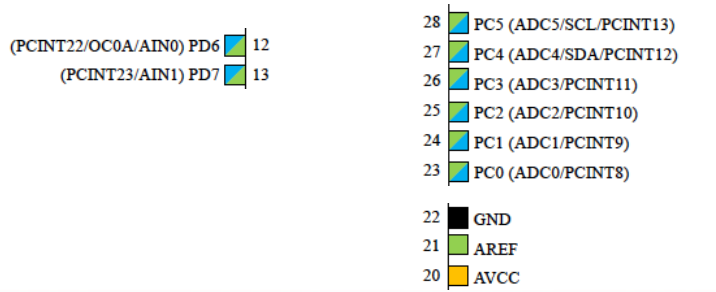 (PCINT22/OC0A/AIN0) PD6 12
(PCINT23/AIN1) PD7 13
28 PC5 (ADC5/SCL/PCINT13)
27 PC4 (ADC4/SDA/PCINT12)
26 PC3 (ADC3/PCINT11)
25 PC2 (ADC2/PCINT10)
24 PC1 (ADC1/PCINT9)
23 PC0 (ADC0/PCINT8)
22 GND
21 AREF
20 AVCC